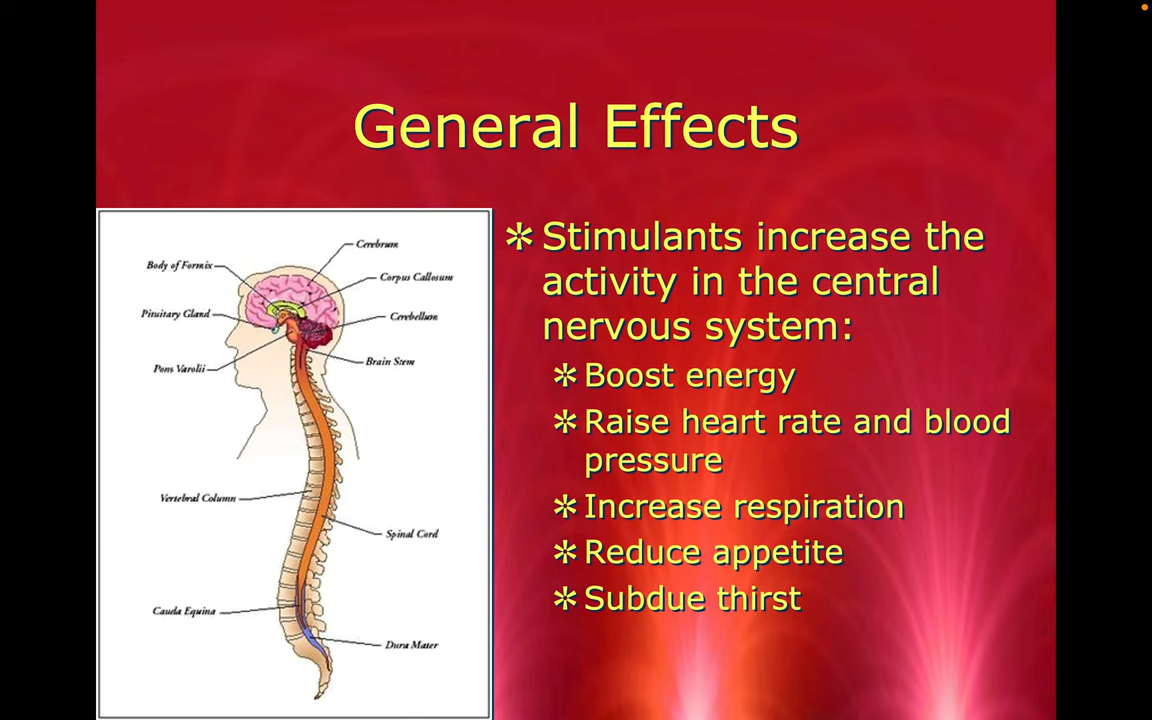 General Effects
Cerebrum
Body of Fornix
Corpus Callosum
Pituitary Gland
Cerebellum
Brain Stem
Pons Varolii
Vertebral Column
Spinal Cord
Cauda Equina
Dura Mater
✲ Stimulants increase the
activity in the central
nervous system:
✲ Boost energy
✲ Raise heart rate and blood
pressure
✲ Increase respiration
✲ Reduce appetite
✲ Subdue thirst